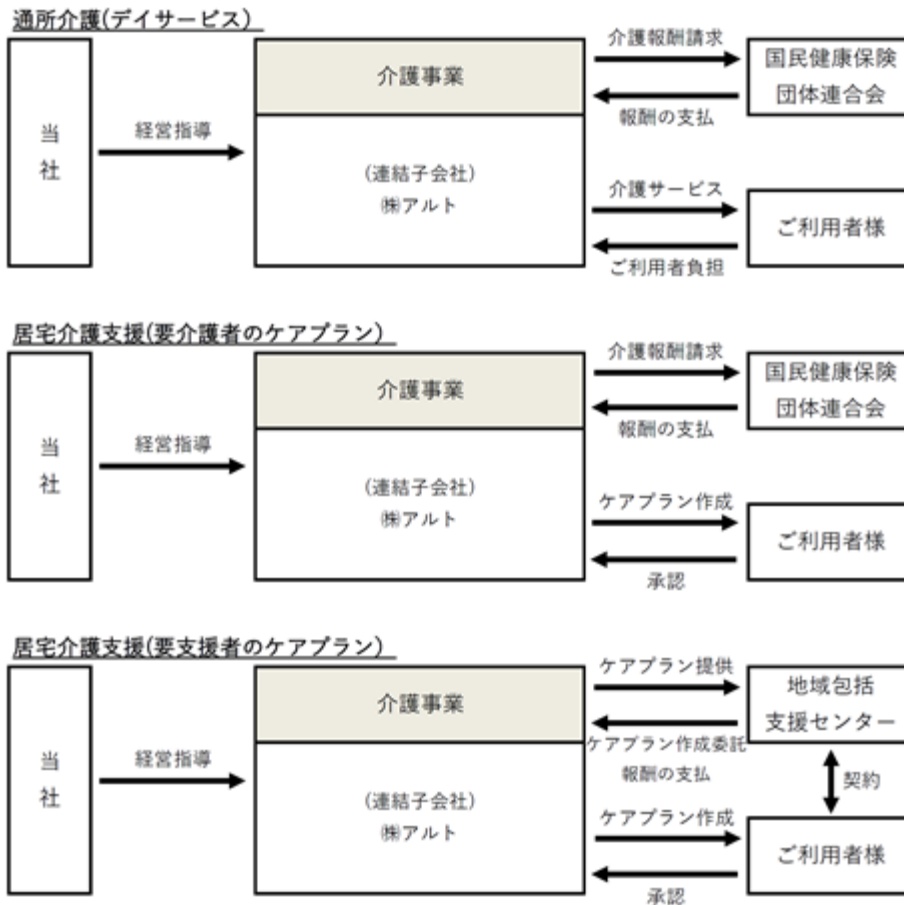 通所介護(デイサービス)
当
社
経営指導
介護事業
(連結子会社)
㈱アルト
介護報酬請求
報酬の支払
国民健康保険
団体連合会
介護サービス
ご利用者負担
ご利用者様
居宅介護支援(要介護者のケアプラン)
当
社
経営指導
介護事業
(連結子会社)
㈱アルト
介護報酬請求
報酬の支払
国民健康保険
団体連合会
ケアプラン作成
承認
ご利用者様
居宅介護支援(要支援者のケアプラン)
当
社
経営指導
介護事業
(連結子会社)
㈱アルト
ケアプラン提供
ケアプラン作成委託
報酬の支払
地域包括
支援センター
契約
ケアプラン作成
承認
ご利用者様